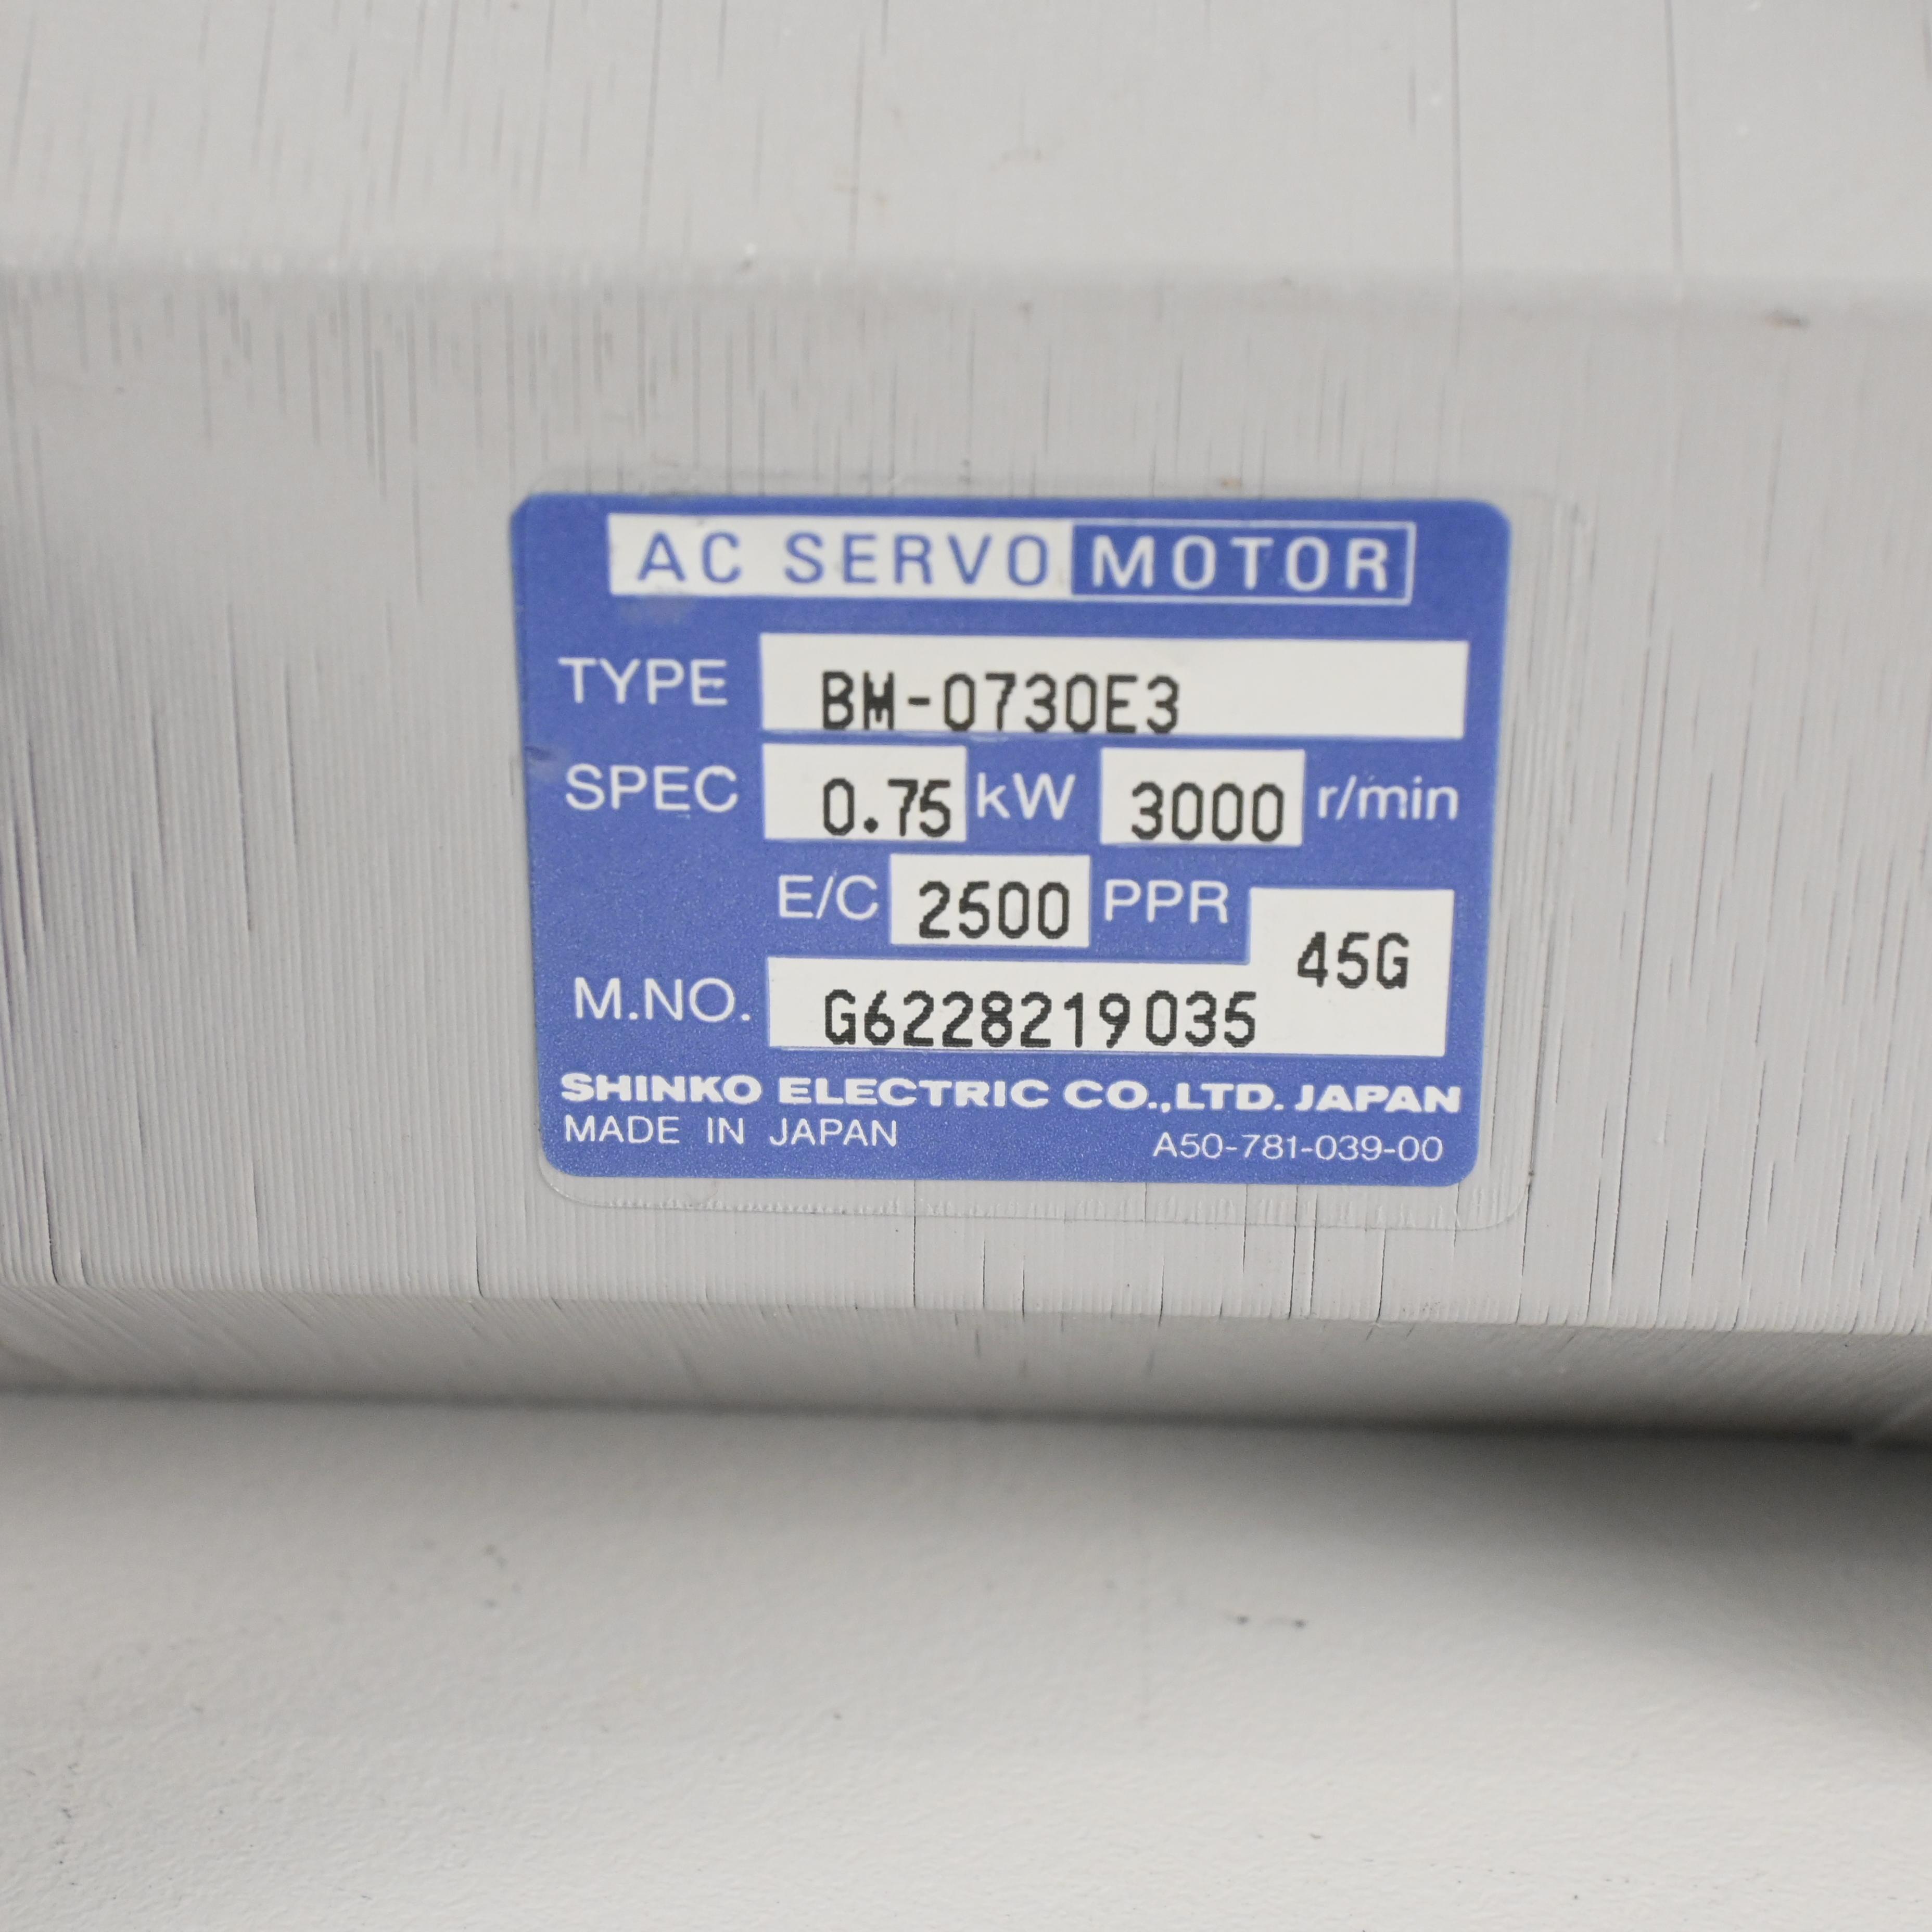 AC SERVO MOTOR
TYPE BM-0730E3
SPEC 0.75 kW 3000 r/min
E/C 2500 PPR
45G
M.NO. G6228219035
SHINKO ELECTRIC CO.,LTD. JAPAN
MADE IN JAPAN A50-781-039-00